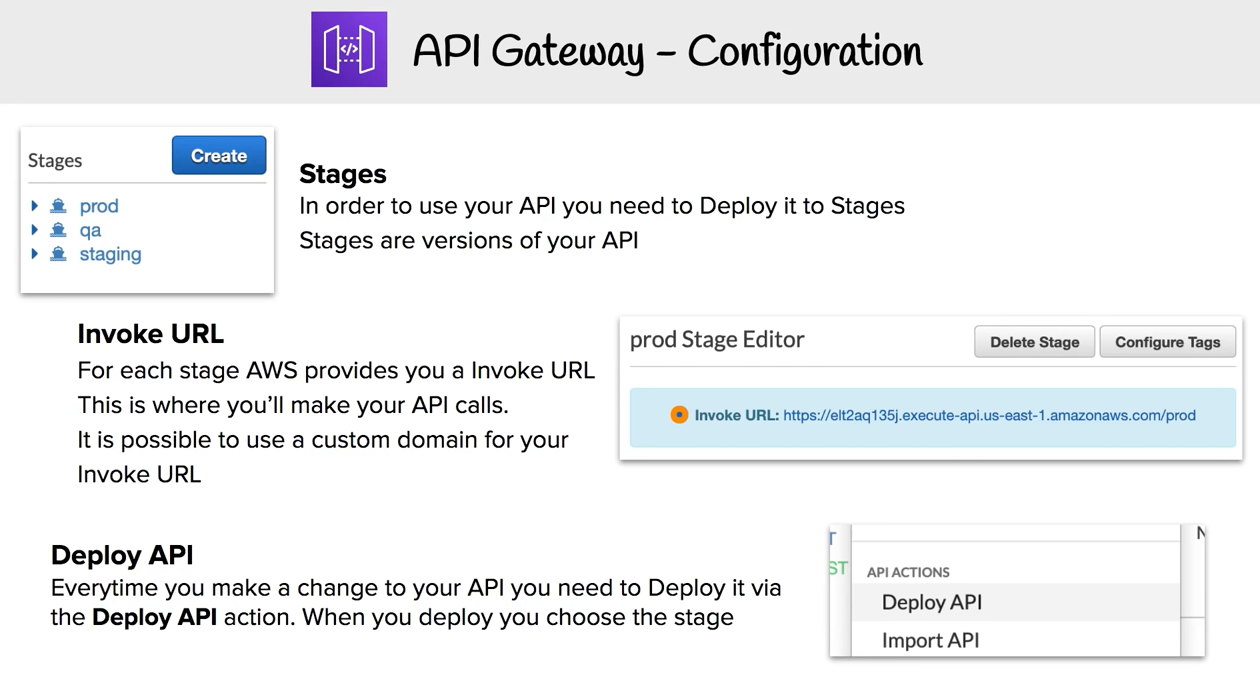 API Gateway – Configuration
Stages
Create
prod
qa
staging
Stages
In order to use your API you need to Deploy it to Stages
Stages are versions of your API
Invoke URL
For each stage AWS provides you a Invoke URL
This is where you’ll make your API calls.
It is possible to use a custom domain for your
Invoke URL
prod Stage Editor
Delete Stage
Configure Tags
Invoke URL: https://elt2aq135j.execute-api.us-east-1.amazonaws.com/prod
Deploy API
Everytime you make a change to your API you need to Deploy it via
the Deploy API action. When you deploy you choose the stage
API ACTIONS
Deploy API
Import API